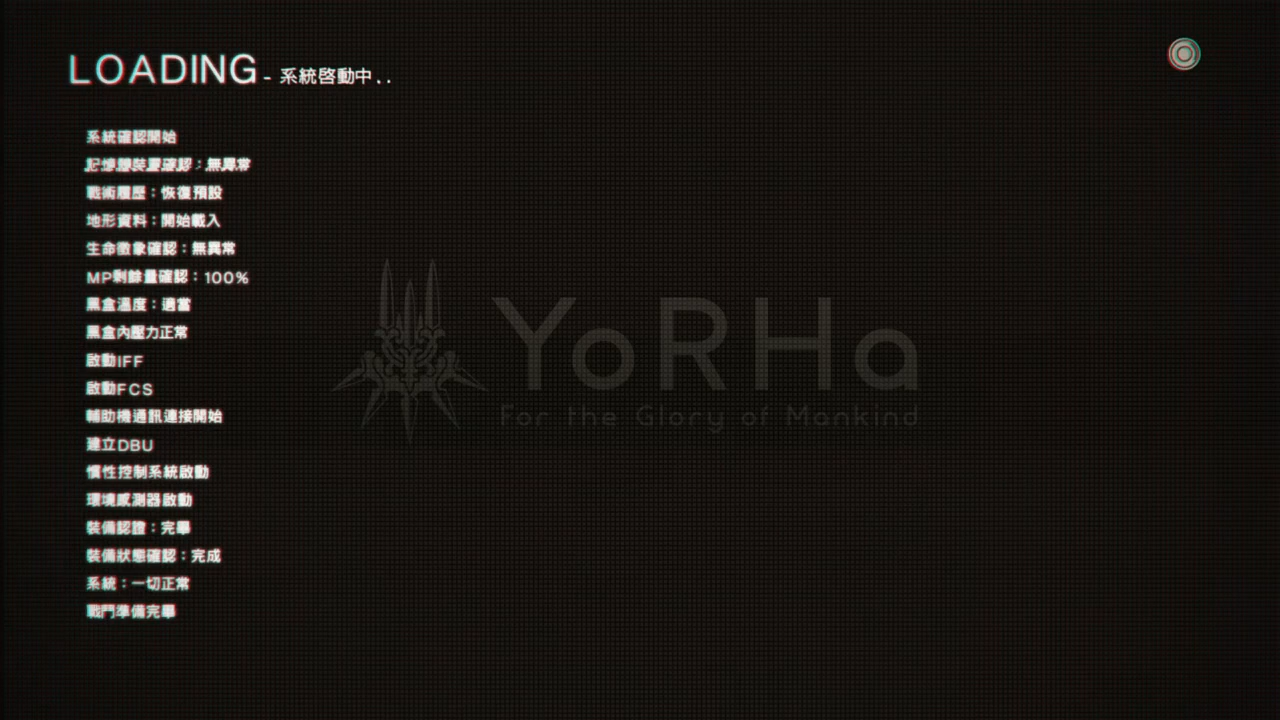 LOADING - 系統啓動中..
系統確認開始
記憶體裝置確認：無異常
戰術履歷：恢復預設
地形資料：開始載入
生命徵象確認：無異常
MP剩餘量確認：100%
黑盒溫度：適當
黑盒內壓力正常
啟動IFF
啟動FCS
輔助機通訊連接開始
建立DBU
慣性控制系統啟動
環境感測器啟動
裝備認證：完畢
裝備狀態確認：完成
系統：一切正常
戰鬥準備完畢
YoRHa
For the Glory of Mankind